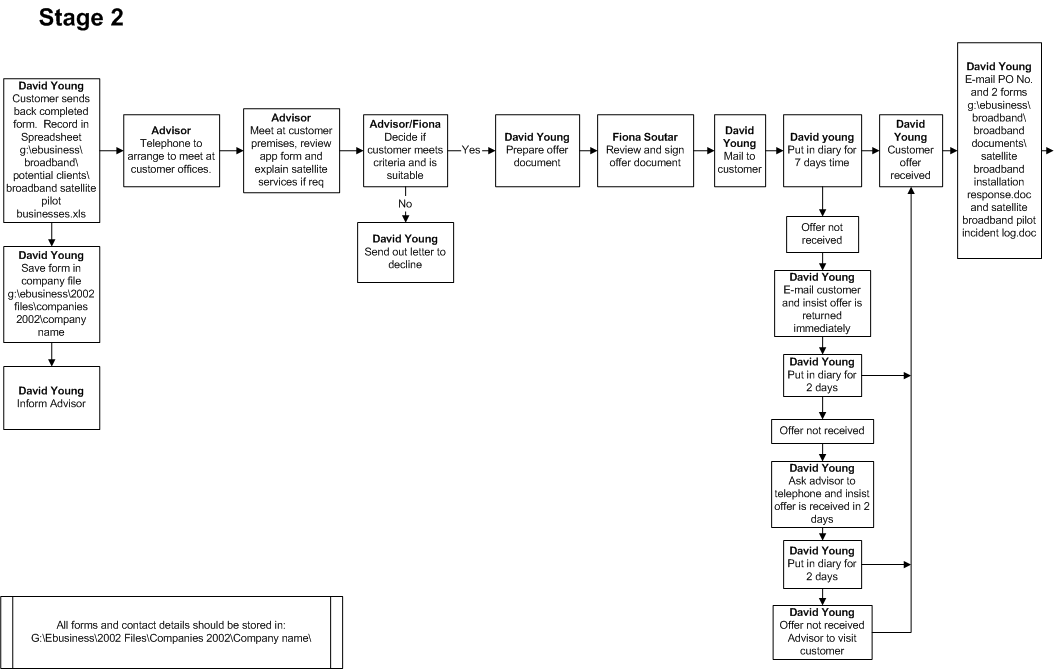 Stage 2
David Young
Customer sends
back completed
form. Record in
Spreadsheet
g:\ebusiness\
broadband\
potential clients\
broadband satellite
pilot
businesses.xls
David Young
Save form in
company file
g:\ebusiness\2002
files\companies
2002\company
name
David Young
Inform Advisor
Advisor
Telephone to
arrange to meet at
customer offices.
Advisor
Meet at customer
premises, review
app form and
explain satellite
services if req
Advisor/Fiona
Decide if
customer meets
criteria and is
suitable
Yes
No
David Young
Send out letter to
decline
David Young
Prepare offer
document
Fiona Soutar
Review and sign
offer document
David
Young
Mail to
customer
David young
Put in diary for
7 days time
Offer not
received
David Young
E-mail customer
and insist offer is
returned
immediately
David Young
Put in diary for
2 days
Offer not received
David Young
Ask advisor to
telephone and insist
offer is received in 2
days
David Young
Put in diary for
2 days
David Young
Offer not received
Advisor to visit
customer
David
Young
Customer
offer
received
David Young
E-mail PO No.
and 2 forms
g:\ebusiness\
broadband\
broadband
documents\
satellite
broadband
installation
response.doc
and satellite
broadband pilot
incident log.doc
All forms and contact details should be stored in:
G:\Ebusiness\2002 Files\Companies 2002\Company name\